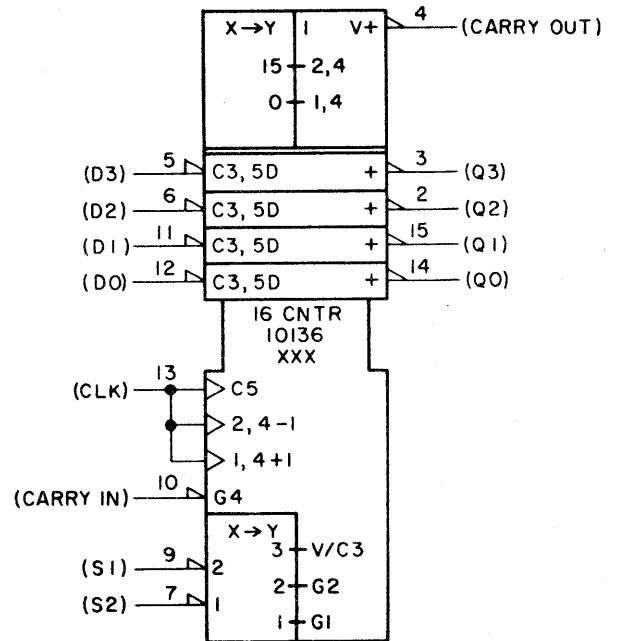 X→Y 1 V+ 4 (CARRY OUT)
15 2,4
0 1,4
(D3) 5 C3,5D + 3 (Q3)
(D2) 6 C3,5D + 2 (Q2)
(D1) 11 C3,5D + 15 (Q1)
(D0) 12 C3,5D + 14 (Q0)
16 CNTR
10136
XXX
(CLK) 13 C5
2,4-1
1,4+1
(CARRY IN) 10 G4
X→Y
3 V/C3
(S1) 9 2
2 G2
(S2) 7 1
1 G1